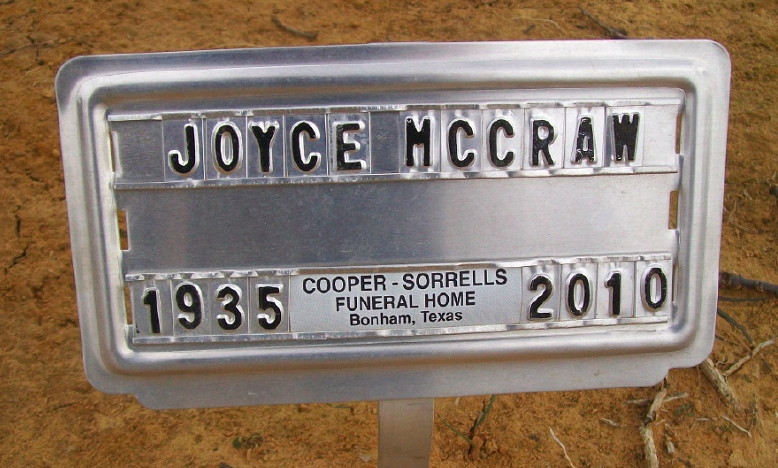 JOYCE MCCRAW
1935 2010
COOPER - SORRELLS
FUNERAL HOME
Bonham, Texas